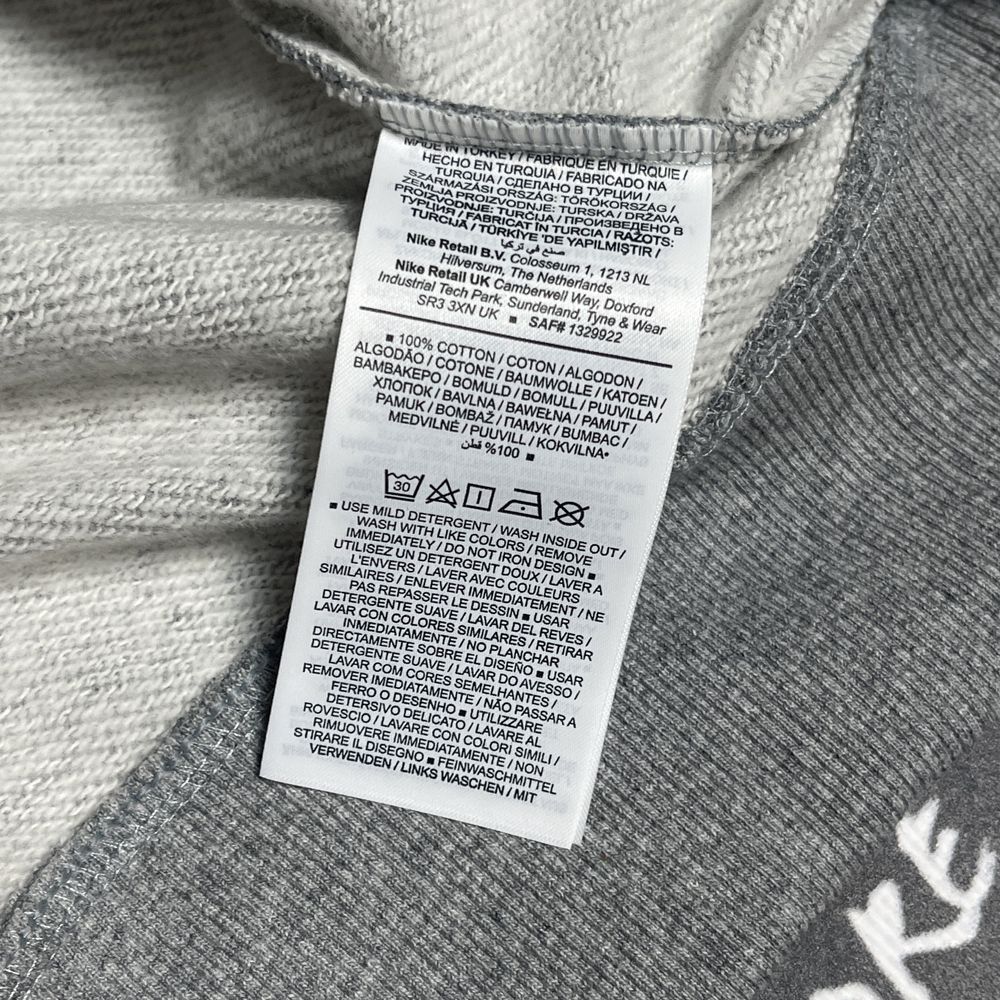 MADE IN TURKEY / FABRIQUE EN TURQUIE /
HECHO EN TURQUIA / FABRICADO NA
TURQUIA / СДЕЛАНО В ТУРЦИИ /
SZÁRMAZÁSI ORSZÁG: TÖRÖKORSZÁG /
ZEMLJA PROIZVODNJE: TURSKA / DRŽAVA
PROIZVODNJE: TURČIJA / ПРОИЗВЕДЕНО В
ТУРЦИЯ / FABRICAT ÎN TURCIA / RAŽOTS:
TURCIJĀ / TÜRKİYE 'DE YAPILMIŞTIR /
صنع في تركيا
Nike Retail B.V. Colosseum 1, 1213 NL
Hilversum, The Netherlands
Nike Retail UK Camberwell Way, Doxford
Industrial Tech Park, Sunderland, Tyne & Wear
SR3 3XN UK ■ SAF# 1329922
■ 100% COTTON / COTON / ALGODON /
ALGODÃO / COTONE / BAUMWOLLE / KATOEN /
ΒΑΜΒΑΚΕΡΟ / BOMULD / BOMULL / PUUVILLA /
ХЛОПОК / BAVLNA / BAWEŁNA / PAMUT /
PAMUK / BOMBAŽ / ПАМУК / BUMBAC /
MEDVILNĖ / PUUVILL / KOKVILNA•
%100 قطن ■
30
■ USE MILD DETERGENT / WASH INSIDE OUT /
WASH WITH LIKE COLORS / REMOVE
IMMEDIATELY / DO NOT IRON DESIGN ■
UTILISEZ UN DETERGENT DOUX / LAVER A
L'ENVERS / LAVER AVEC COULEURS
SIMILAIRES / ENLEVER IMMEDIATEMENT / NE
PAS REPASSER LE DESSIN ■ USAR
DETERGENTE SUAVE / LAVAR DEL REVES /
LAVAR CON COLORES SIMILARES / RETIRAR
INMEDIATAMENTE / NO PLANCHAR
DIRECTAMENTE SOBRE EL DISEÑO ■ USAR
DETERGENTE SUAVE / LAVAR DO AVESSO /
LAVAR COM CORES SEMELHANTES /
REMOVER IMEDIATAMENTE / NÃO PASSAR A
FERRO O DESENHO ■ UTILIZZARE
DETERSIVO DELICATO / LAVARE AL
ROVESCIO / LAVARE CON COLORI SIMILI /
RIMUOVERE IMMEDIATAMENTE / NON
STIRARE IL DISEGNO ■ FEINWASCHMITTEL
VERWENDEN / LINKS WASCHEN / MIT